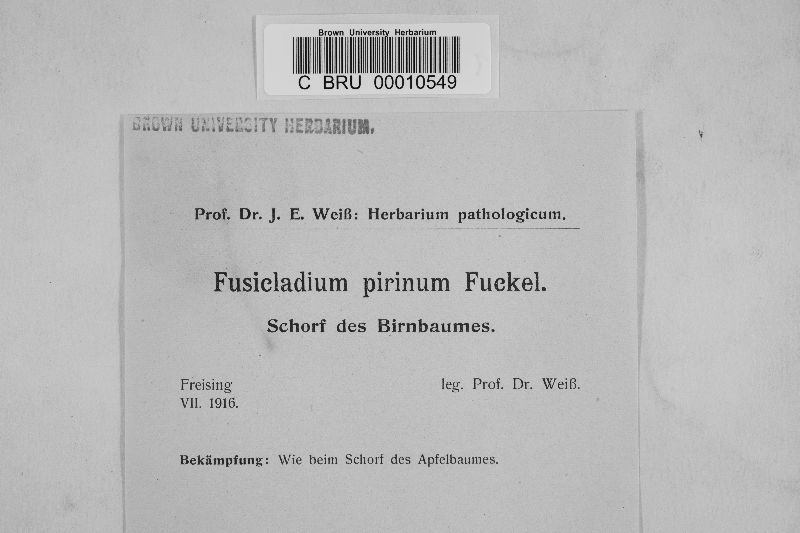 Brown University Herbarium
C BRU 00010549
BROWN UNIVERSITY HERBARIUM.
Prof. Dr. J. E. Weiß: Herbarium pathologicum.
Fusicladium pirinum Fuckel.
Schorf des Birnbaumes.
Freising leg. Prof. Dr. Weiß.
VII. 1916.
Bekämpfung: Wie beim Schorf des Apfelbaumes.